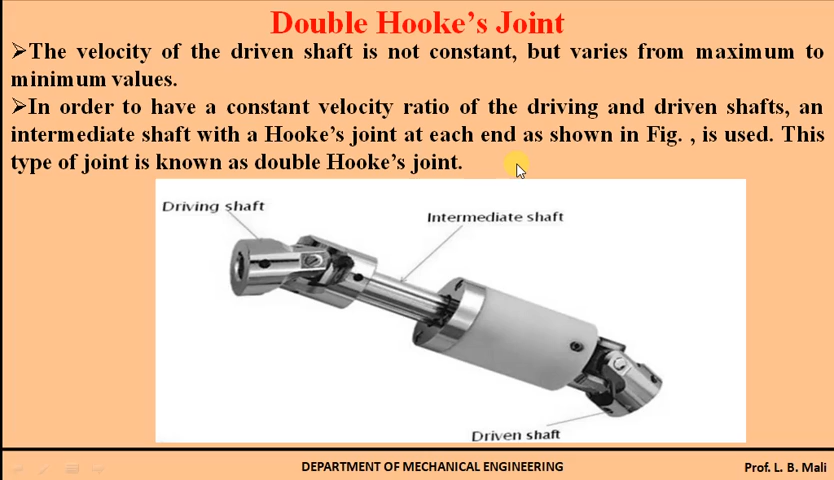 Double Hooke's Joint
➢The velocity of the driven shaft is not constant, but varies from maximum to
minimum values.
➢In order to have a constant velocity ratio of the driving and driven shafts, an
intermediate shaft with a Hooke's joint at each end as shown in Fig. , is used. This
type of joint is known as double Hooke's joint.
Driving shaft
Intermediate shaft
Driven shaft
DEPARTMENT OF MECHANICAL ENGINEERING
Prof. L. B. Mali